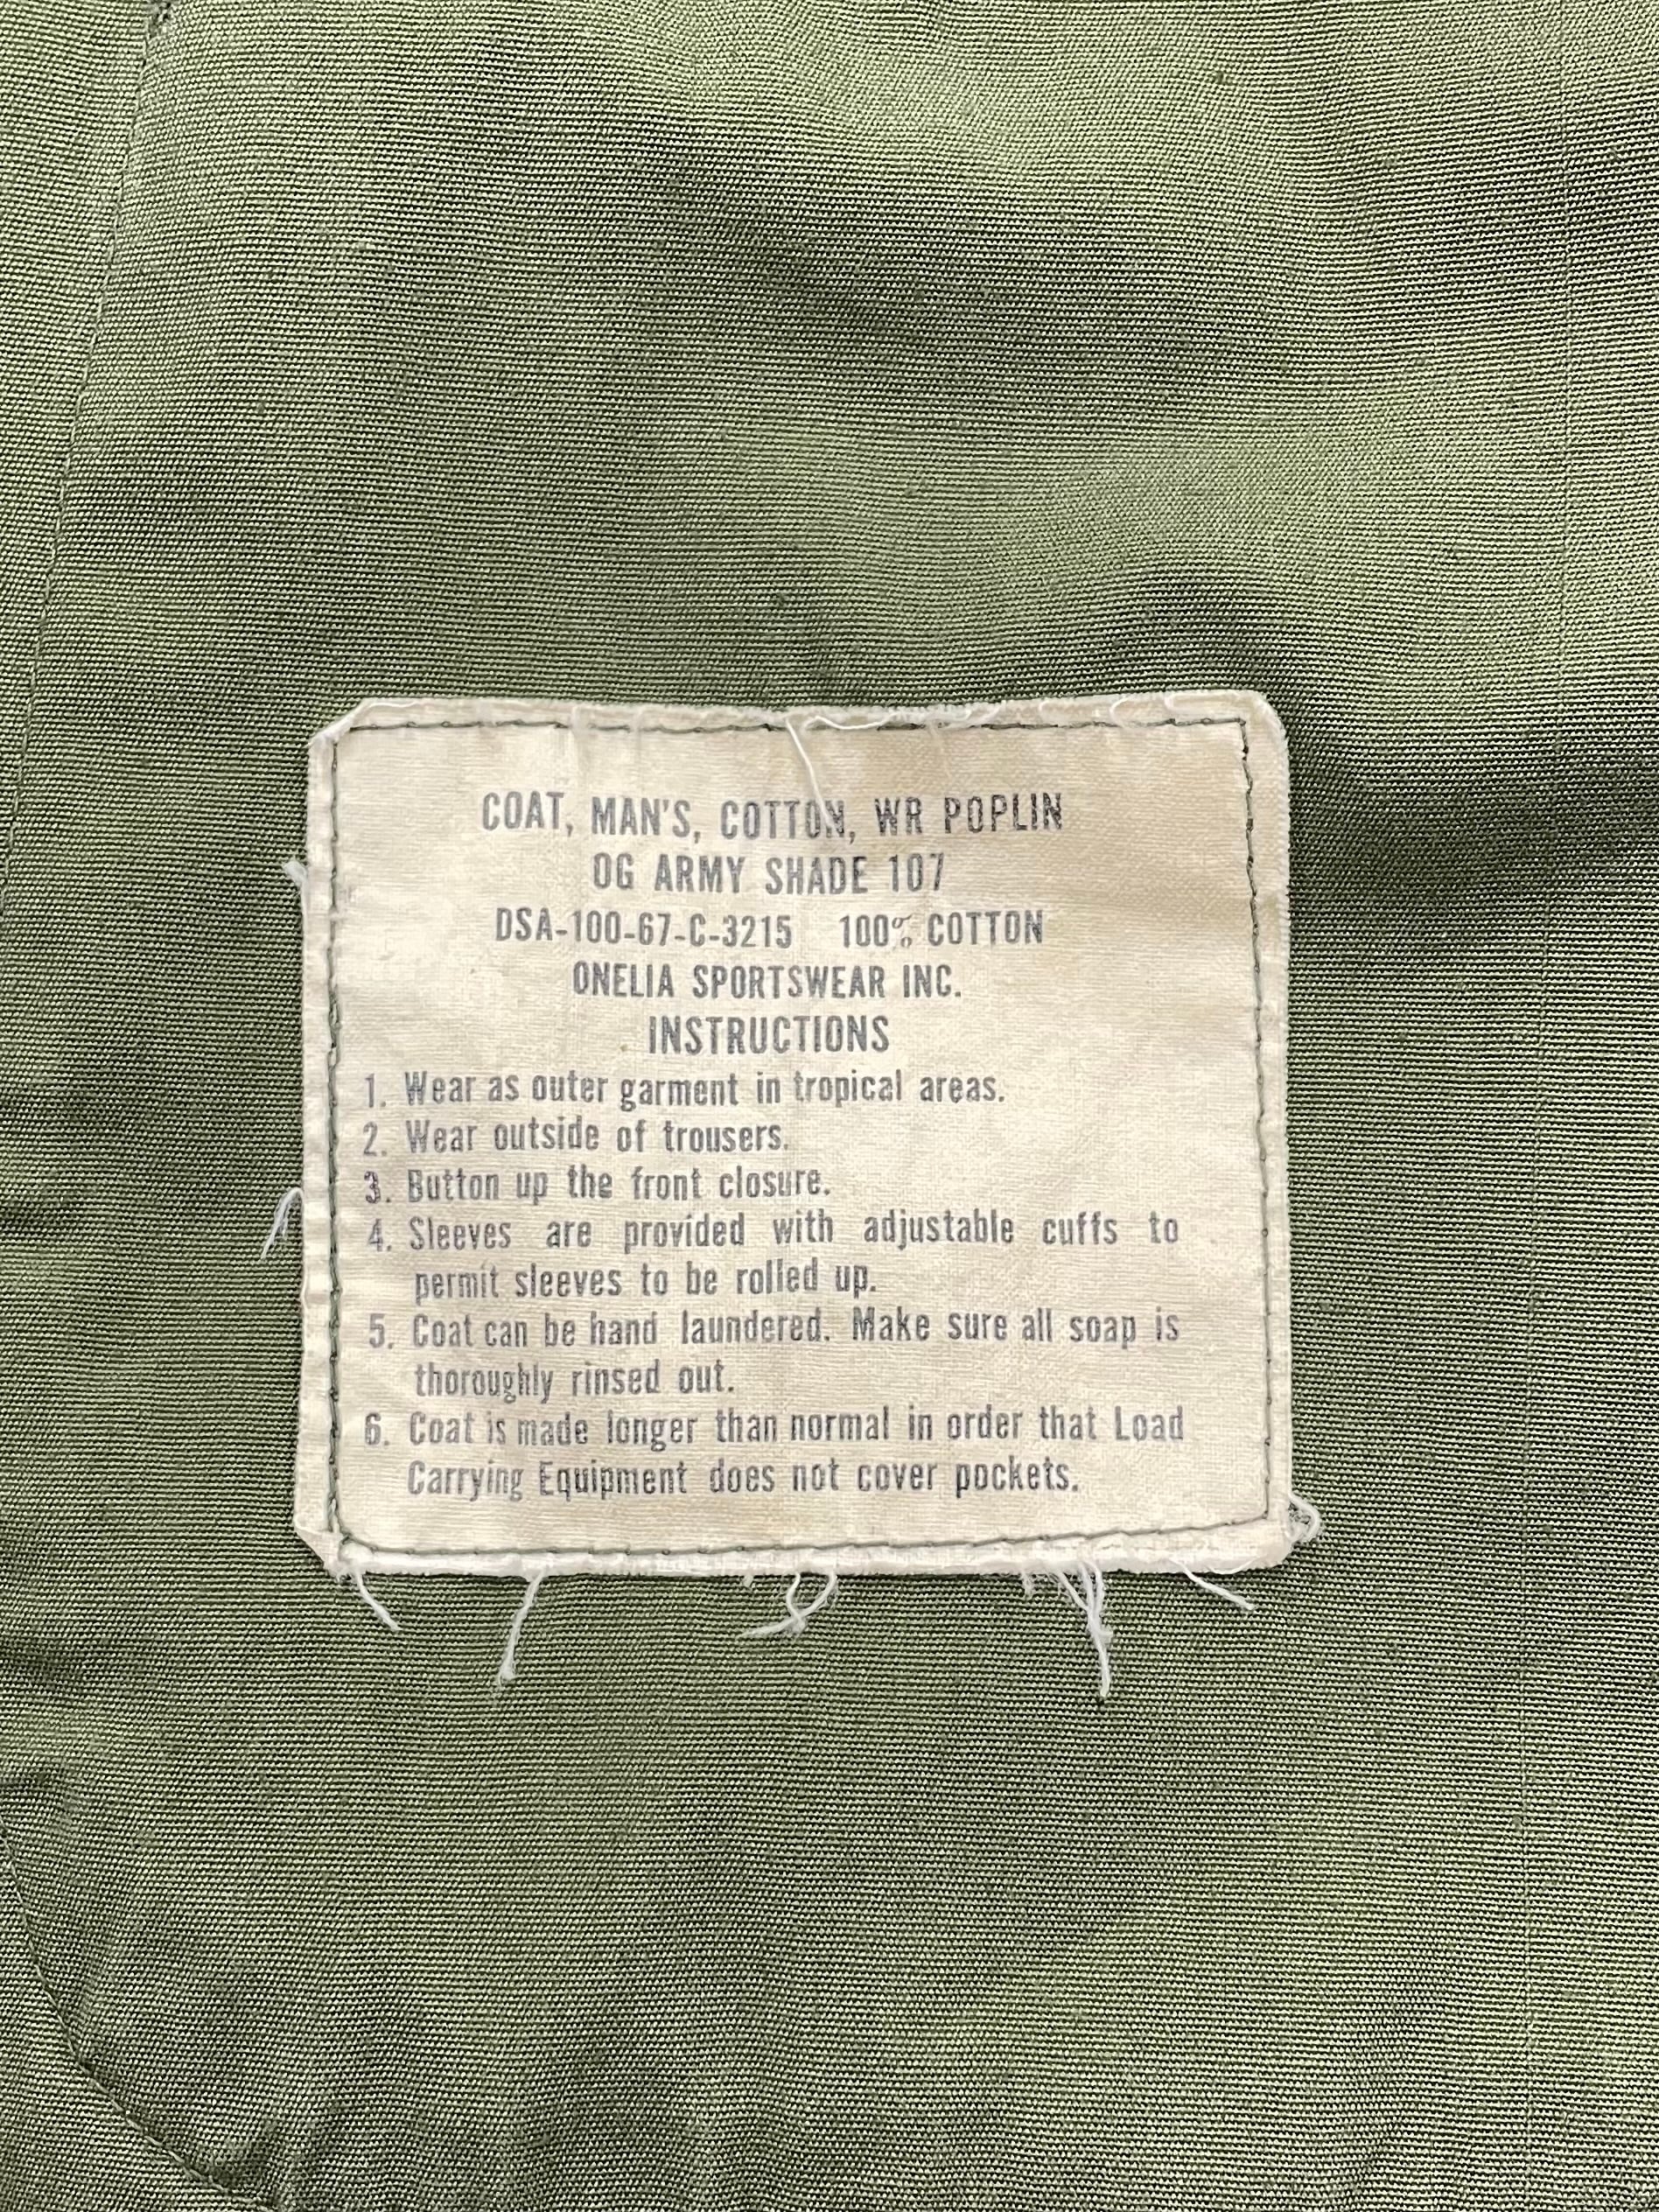 COAT, MAN'S, COTTON, WR POPLIN
OG ARMY SHADE 107
DSA-100-67-C-3215 100% COTTON
ONELIA SPORTSWEAR INC.
INSTRUCTIONS
1. Wear as outer garment in tropical areas.
2. Wear outside of trousers.
3. Button up the front closure.
4. Sleeves are provided with adjustable cuffs to
permit sleeves to be rolled up.
5. Coat can be hand laundered. Make sure all soap is
thoroughly rinsed out.
6. Coat is made longer than normal in order that Load
Carrying Equipment does not cover pockets.